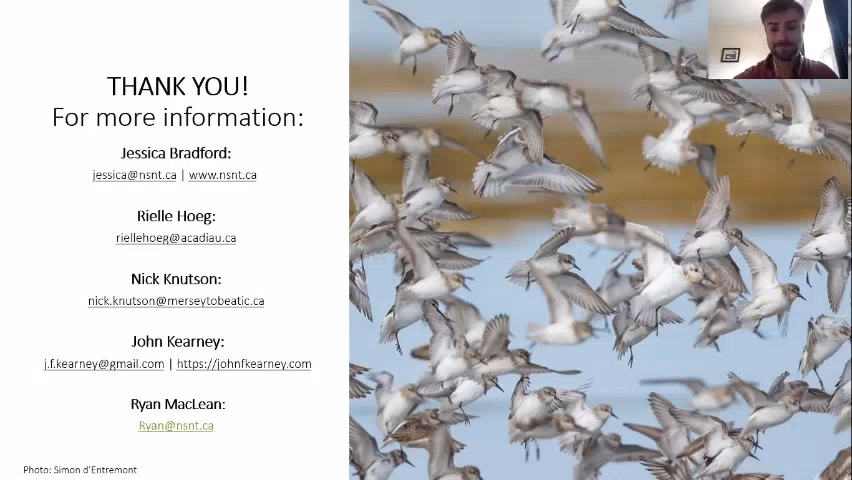 THANK YOU!
For more information:
Jessica Bradford:
jessica@nsnt.ca | www.nsnt.ca
Rielle Hoeg:
riellehoeg@acadiau.ca
Nick Knutson:
nick.knutson@merseytobeatic.ca
John Kearney:
j.f.kearney@gmail.com | https://johnfkearney.com
Ryan MacLean:
Ryan@nsnt.ca
Photo: Simon d'Entremont